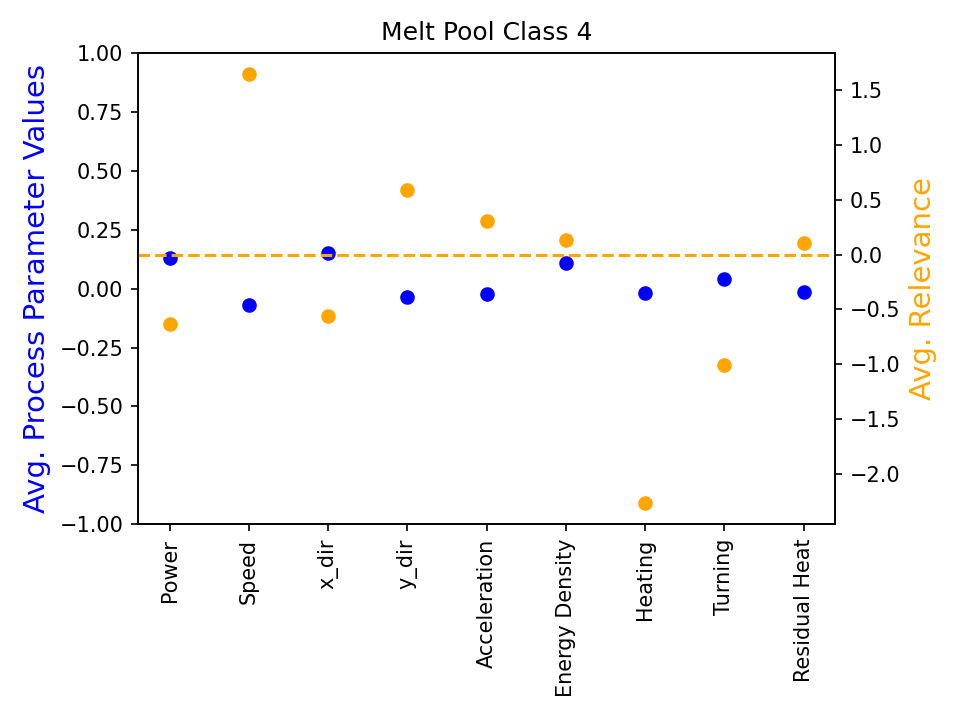 Melt Pool Class 4
Avg. Process Parameter Values
1.00
0.75
0.50
0.25
0.00
−0.25
−0.50
−0.75
−1.00
1.5
1.0
0.5
0.0
−0.5
−1.0
−1.5
−2.0
Avg. Relevance
Power
Speed
x_dir
y_dir
Acceleration
Energy Density
Heating
Turning
Residual Heat